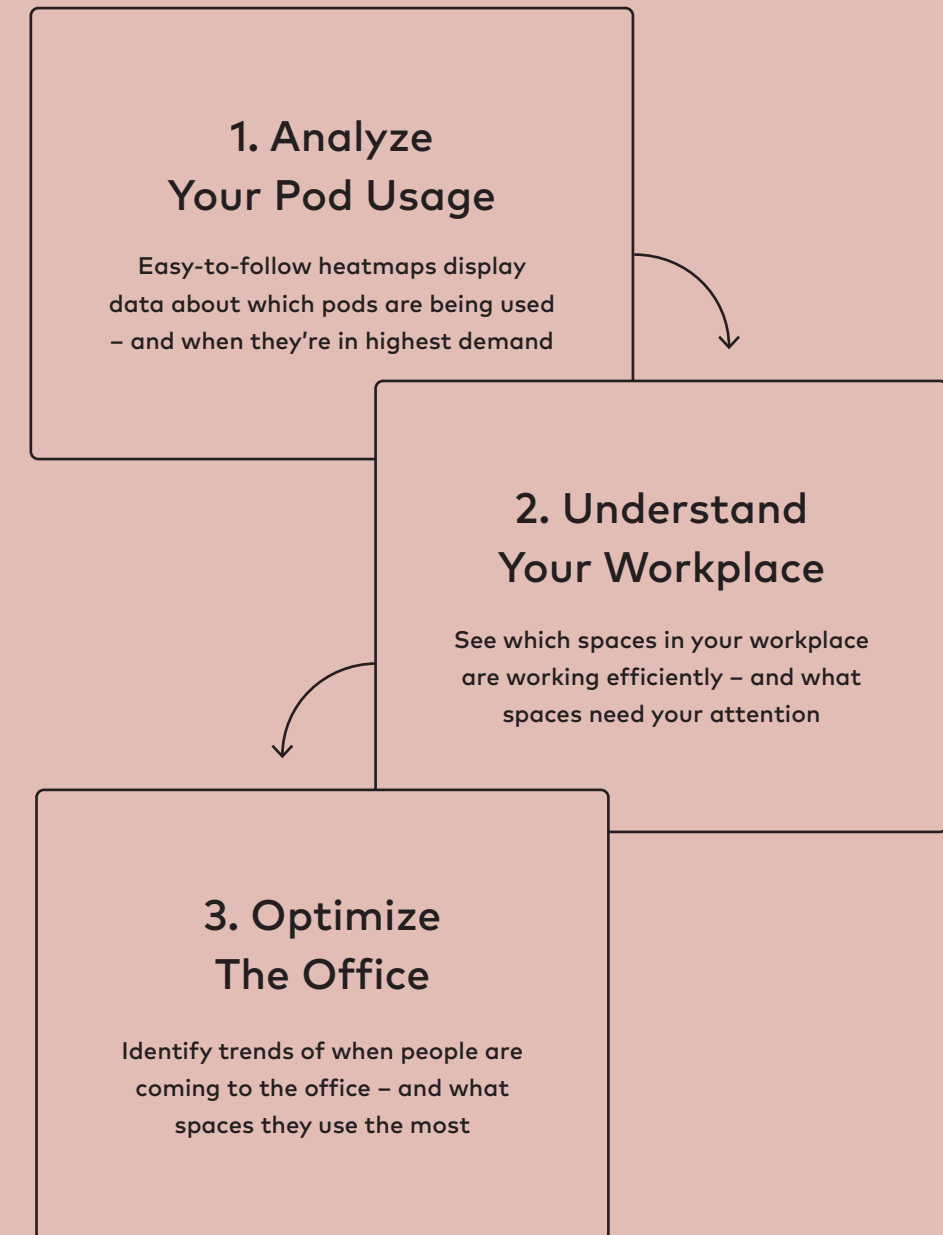 1. Analyze
Your Pod Usage
Easy-to-follow heatmaps display
data about which pods are being used
– and when they’re in highest demand
2. Understand
Your Workplace
See which spaces in your workplace
are working efficiently – and what
spaces need your attention
3. Optimize
The Office
Identify trends of when people are
coming to the office – and what
spaces they use the most